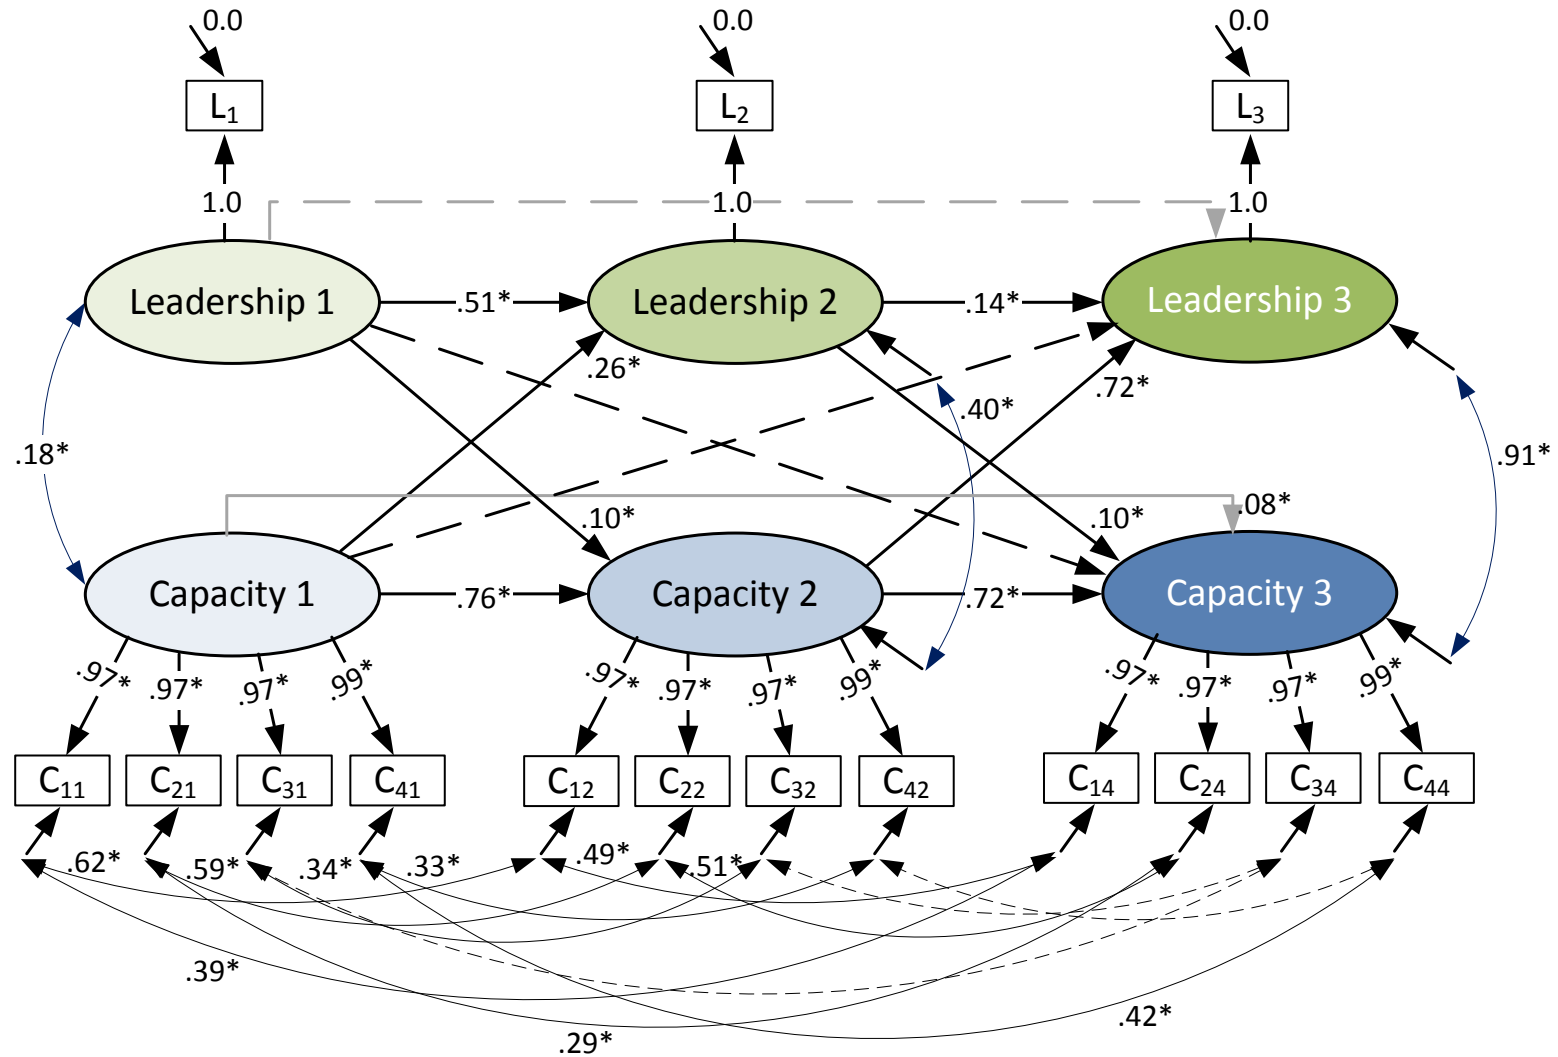 0.0 0.0 0.0
L1 L2 L3
1.0 1.0 1.0
Leadership 1 .51* Leadership 2 .14* Leadership 3
.26* .72*
.40*
.18* .91*
.10* .10* .08*
Capacity 1 .76* Capacity 2 .72* Capacity 3
.97* .97* .97* .99* .97* .97* .97* .99* .97* .97* .97* .99*
C11 C21 C31 C41 C12 C22 C32 C42 C14 C24 C34 C44
.62* .59* .34* .33* .49* .51*
.39*
.42*
.29*